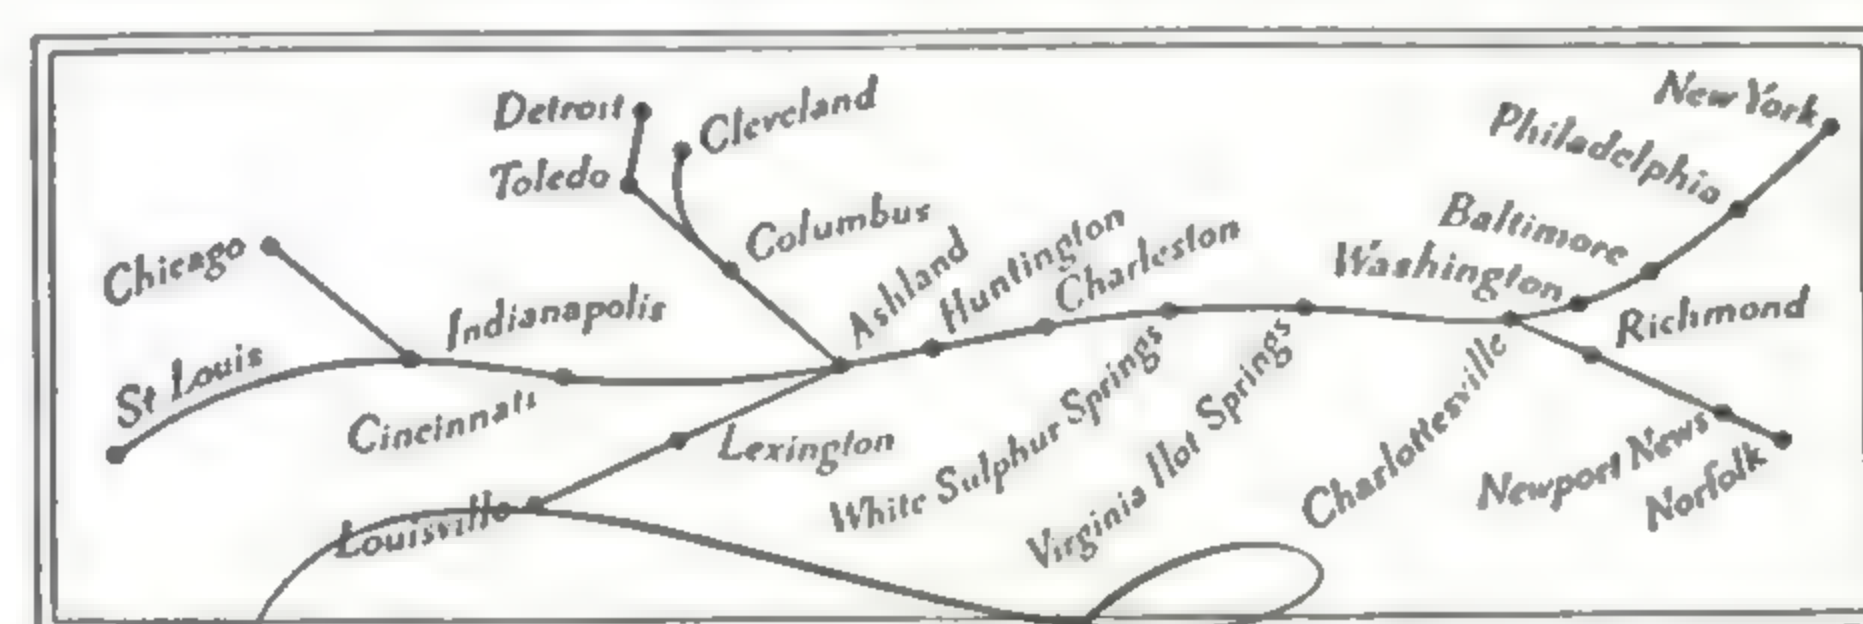 Detroit
Cleveland
Toledo
Columbus
Chicago
Indianapolis
St Louis
Cincinnati
Lexington
Louisville
Ashland
Huntington
Charleston
White Sulphur Springs
Virginia Hot Springs
Charlottesville
Washington
Baltimore
Philadelphia
New York
Richmond
Newport News
Norfolk